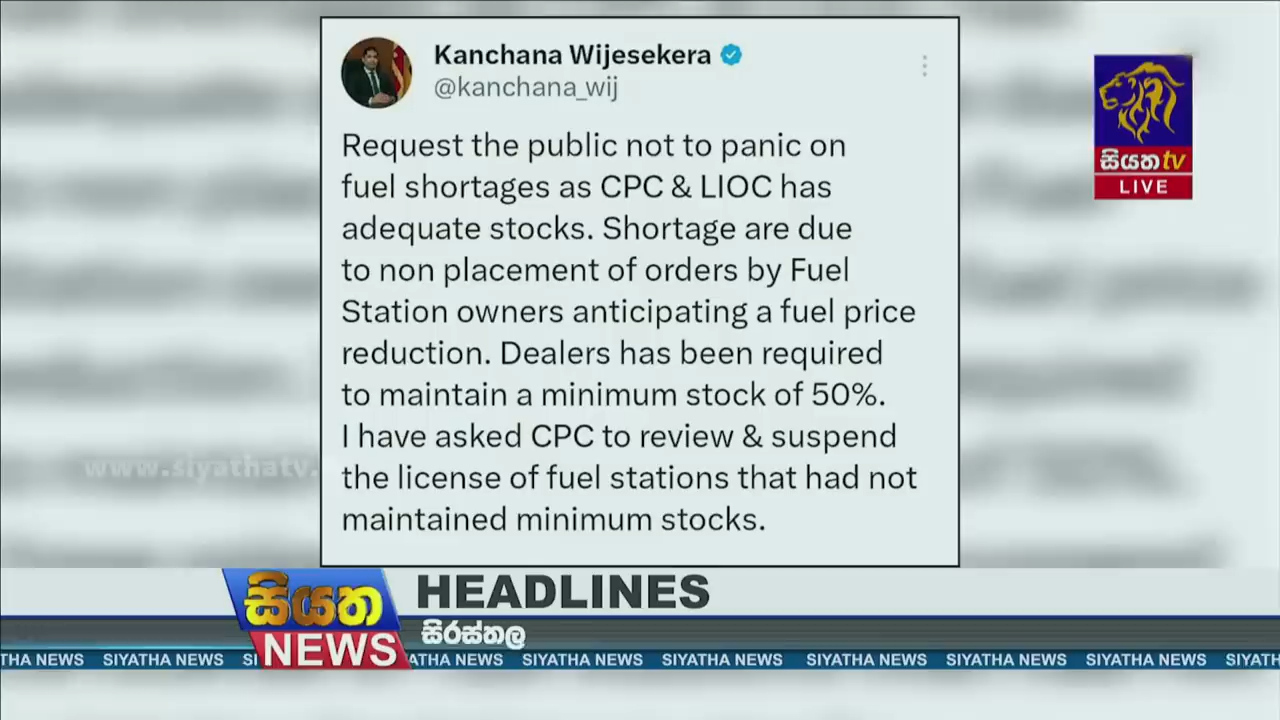 Kanchana Wijesekera
@kanchana_wij
Request the public not to panic on
fuel shortages as CPC & LIOC has
adequate stocks. Shortage are due
to non placement of orders by Fuel
Station owners anticipating a fuel price
reduction. Dealers has been required
to maintain a minimum stock of 50%.
I have asked CPC to review & suspend
the license of fuel stations that had not
maintained minimum stocks.
සියත tv
LIVE
www.siyathatv.
සියත
NEWS
HEADLINES
සිරස්තල
THA NEWS SIYATHA NEWS SI ATHA NEWS SIYATHA NEWS SIYATHA NEWS SIYATHA NEWS SIYATHA NEWS SIYATHA NEWS SIYATH